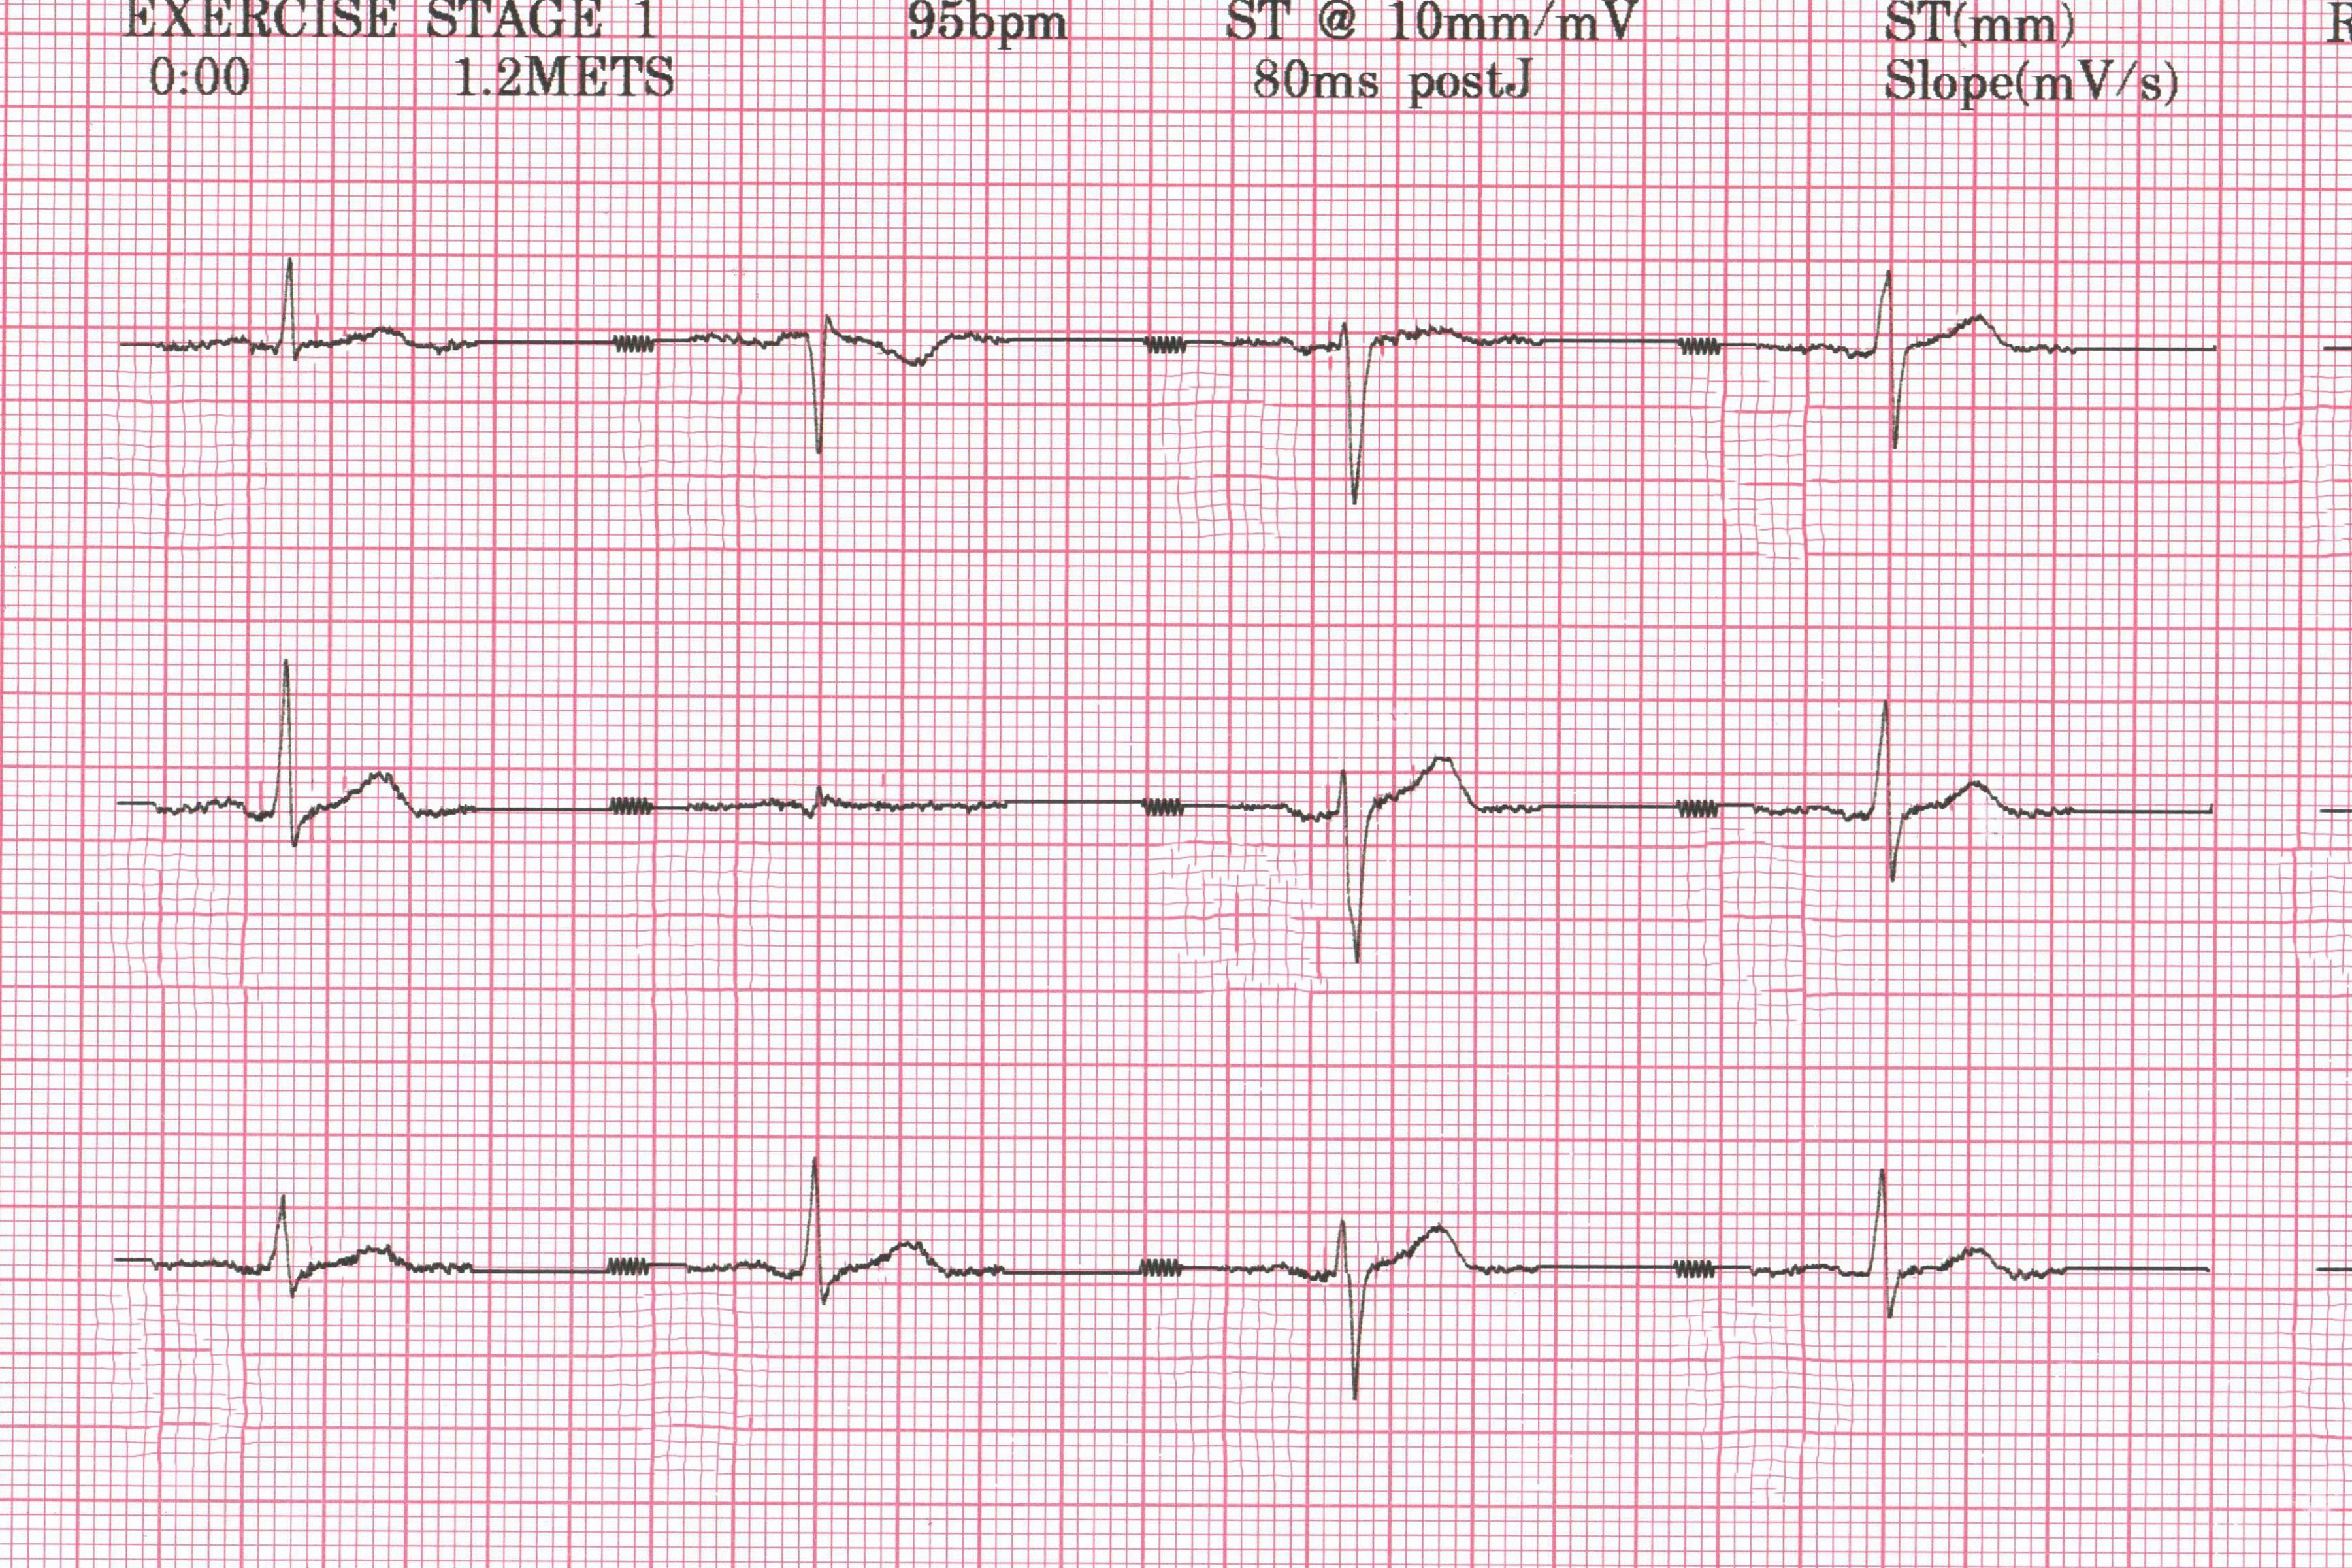 EXERCISE STAGE 1 95bpm ST @ 10mm/mV ST(mm)
0:00 1.2METS 80ms postJ Slope(mV/s)